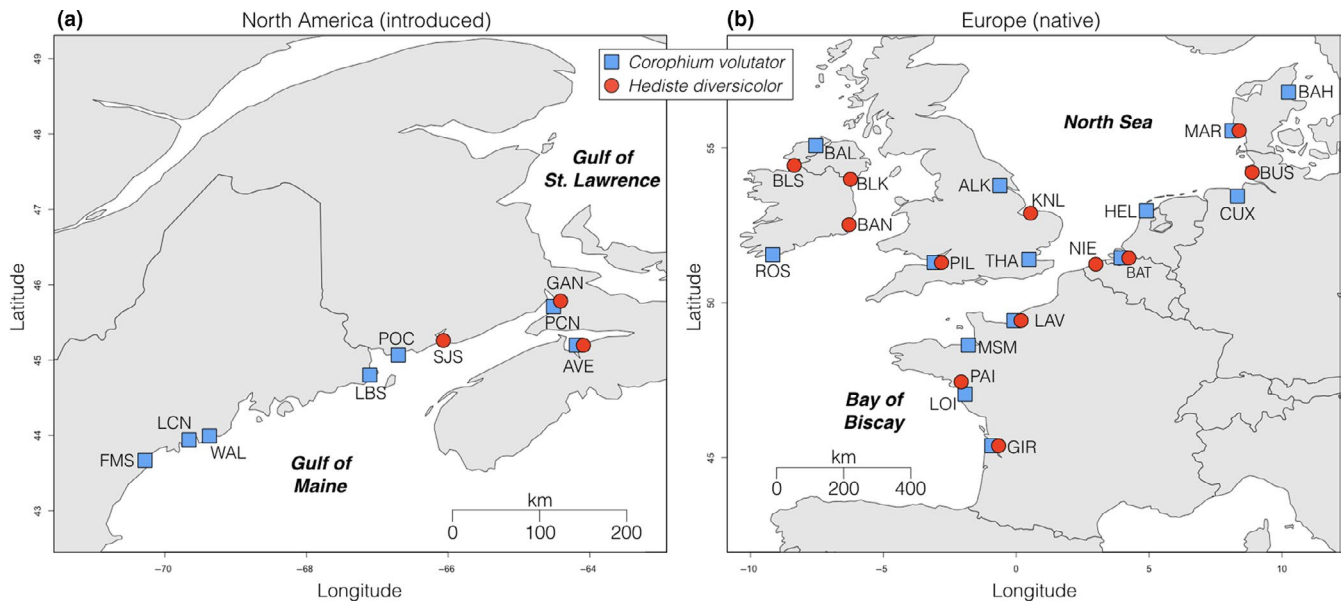 (a)
North America (introduced)
49
48
47
46
45
44
43
Latitude
−70
−68
−66
−64
Longitude
Gulf of
St. Lawrence
GAN
PCN
POC
SJS
AVE
LBS
LCN
WAL
FMS
Gulf of
Maine
km
0
100
200
Corophium volutator
Hediste diversicolor
(b)
Europe (native)
55
50
45
Latitude
−10
−5
0
5
10
Longitude
BAH
North Sea
MAR
BAL
BLS
BLK
ALK
BUS
KNL
HEL
CUX
BAN
NIE
ROS
PIL
THA
BAT
LAV
MSM
PAI
LOI
Bay of
Biscay
GIR
km
0
200
400